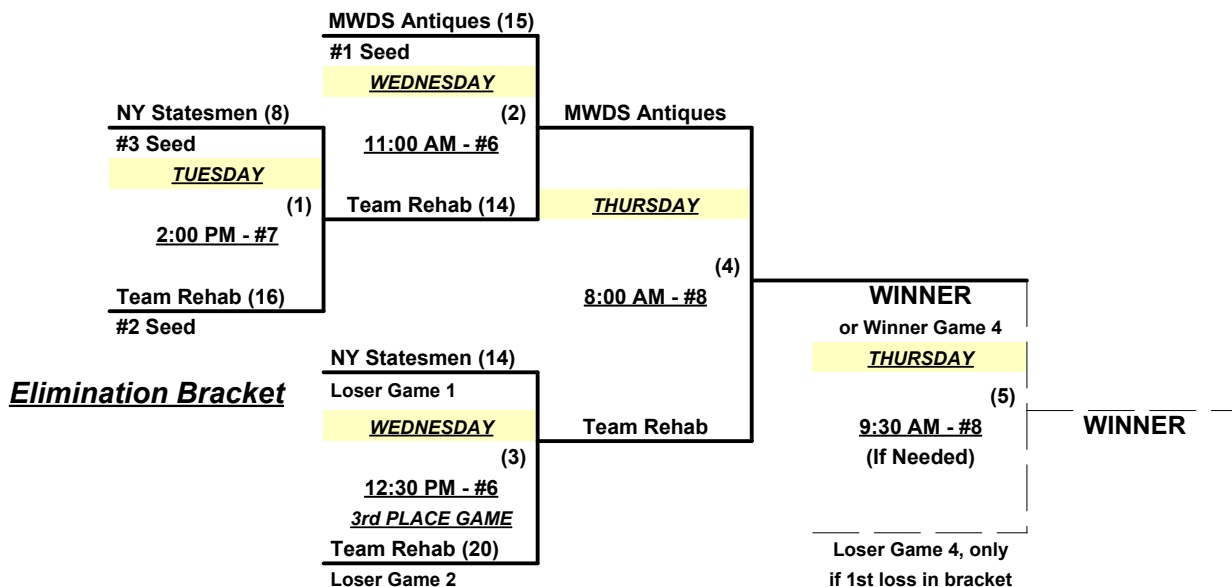 MWDS Antiques (15)
#1 Seed
WEDNESDAY
(2)
11:00 AM - #6
Team Rehab (14)
NY Statesmen (8)
#3 Seed
TUESDAY
(1)
2:00 PM - #7
Team Rehab (16)
#2 Seed
MWDS Antiques
THURSDAY
(4)
8:00 AM - #8
Elimination Bracket
NY Statesmen (14)
Loser Game 1
WEDNESDAY
(3)
12:30 PM - #6
3rd PLACE GAME
Team Rehab (20)
Loser Game 2
Team Rehab
WINNER
or Winner Game 4
THURSDAY
(5)
9:30 AM - #8
(If Needed)
Loser Game 4, only
if 1st loss in bracket
WINNER